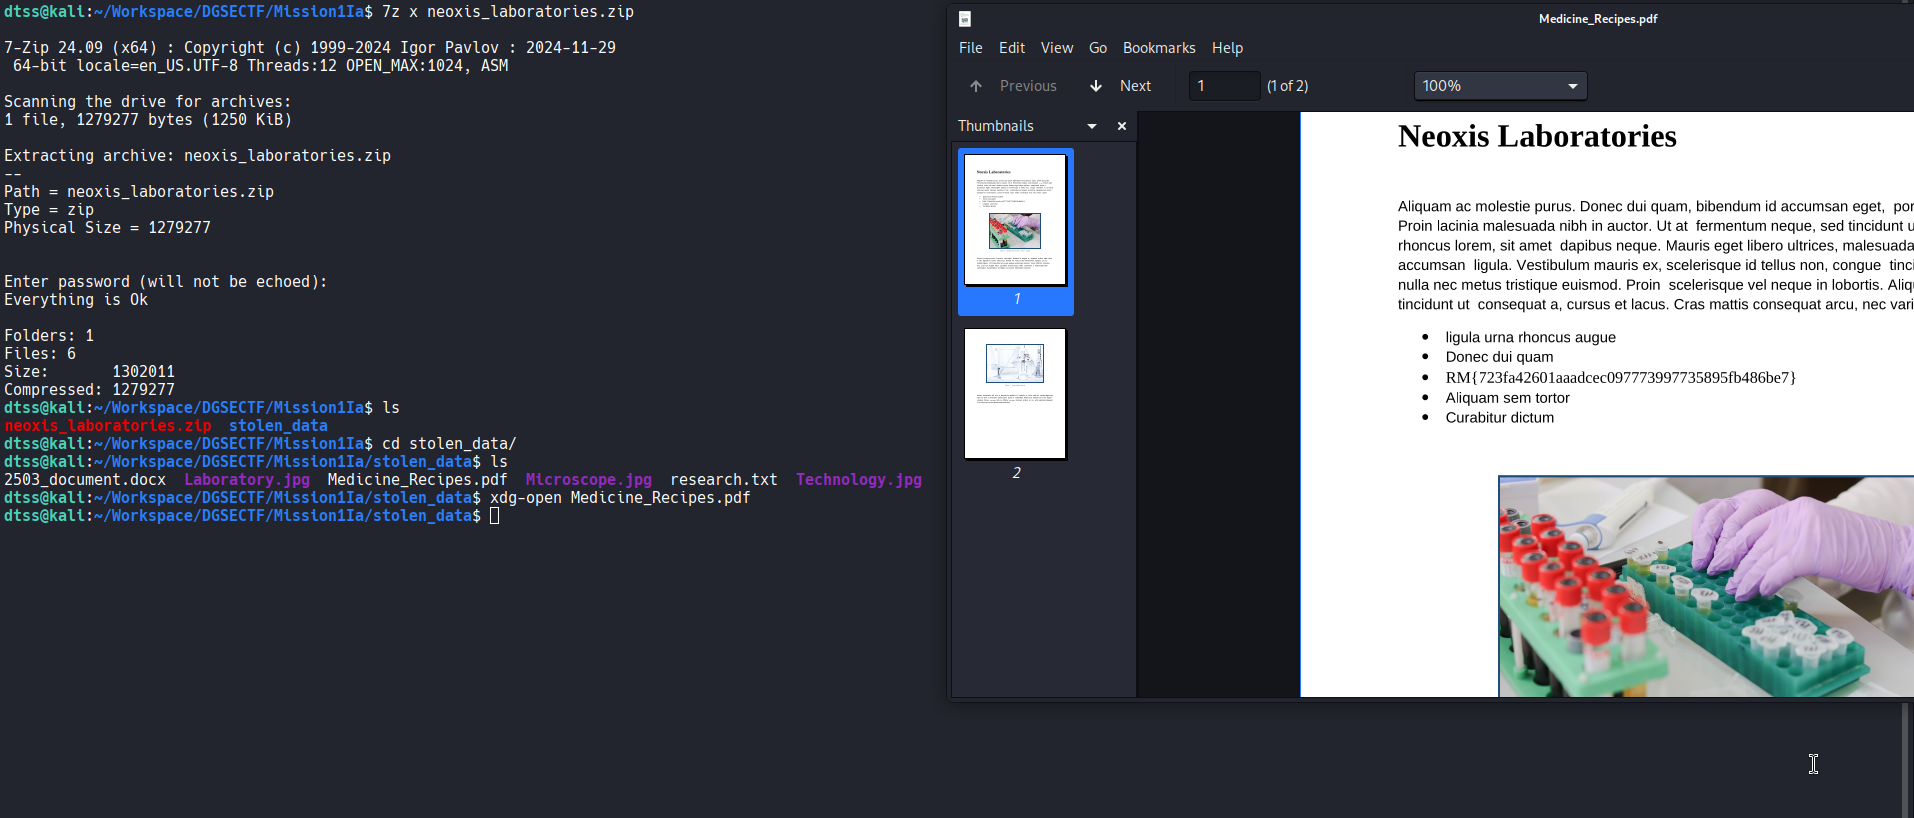 dtss@kali:~/Workspace/DGSECTF/Mission1Ia$ 7z x neoxis_laboratories.zip
7-Zip 24.09 (x64) : Copyright (c) 1999-2024 Igor Pavlov : 2024-11-29
64-bit locale=en_US.UTF-8 Threads:12 OPEN_MAX:1024, ASM
Scanning the drive for archives:
1 file, 1279277 bytes (1250 KiB)
Extracting archive: neoxis_laboratories.zip
--
Path = neoxis_laboratories.zip
Type = zip
Physical Size = 1279277
Enter password (will not be echoed):
Everything is Ok
Folders: 1
Files: 6
Size:       1302011
Compressed: 1279277
dtss@kali:~/Workspace/DGSECTF/Mission1Ia$ ls
neoxis_laboratories.zip  stolen_data
dtss@kali:~/Workspace/DGSECTF/Mission1Ia$ cd stolen_data/
dtss@kali:~/Workspace/DGSECTF/Mission1Ia/stolen_data$ ls
2503_document.docx  Laboratory.jpg  Medicine_Recipes.pdf  Microscope.jpg  research.txt  Technology.jpg
dtss@kali:~/Workspace/DGSECTF/Mission1Ia/stolen_data$ xdg-open Medicine_Recipes.pdf
dtss@kali:~/Workspace/DGSECTF/Mission1Ia/stolen_data$
Medicine_Recipes.pdf
File Edit View Go Bookmarks Help
Previous Next 1 (1 of 2) 100%
Thumbnails
Neoxis Laboratories
1
2
Neoxis Laboratories
Aliquam ac molestie purus. Donec dui quam, bibendum id accumsan eget, por
Proin lacinia malesuada nibh in auctor. Ut at fermentum neque, sed tincidunt u
rhoncus lorem, sit amet dapibus neque. Mauris eget libero ultrices, malesuada
accumsan ligula. Vestibulum mauris ex, scelerisque id tellus non, congue tinci
nulla nec metus tristique euismod. Proin scelerisque vel neque in lobortis. Aliqu
tincidunt ut consequat a, cursus et lacus. Cras mattis consequat arcu, nec vari
• ligula urna rhoncus augue
• Donec dui quam
• RM{723fa42601aaadcec097773997735895fb486be7}
• Aliquam sem tortor
• Curabitur dictum